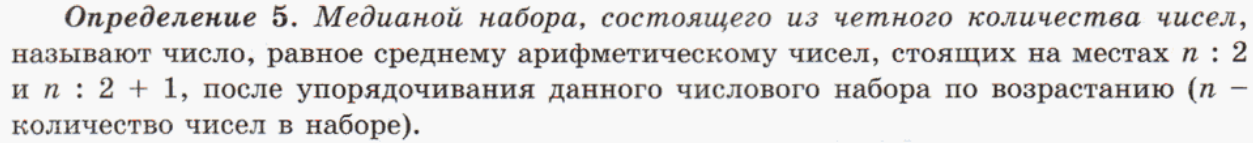 Определение 5. Медианой набора, состоящего из четного количества чисел,
называют число, равное среднему арифметическому чисел, стоящих на местах n : 2
и n : 2 + 1, после упорядочивания данного числового набора по возрастанию (n –
количество чисел в наборе).